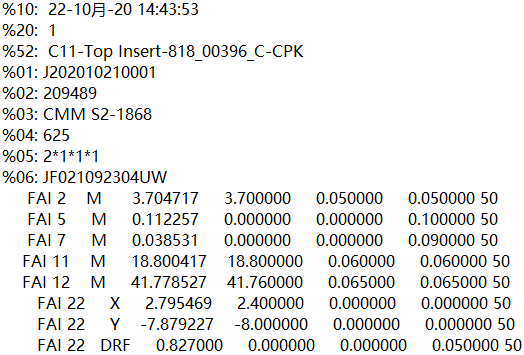 %10: 22-10月-20 14:43:53
%20: 1
%52: C11-Top Insert-818_00396_C-CPK
%01: J202010210001
%02: 209489
%03: CMM S2-1868
%04: 625
%05: 2*1*1*1
%06: JF021092304UW
FAI 2 M 3.704717 3.700000 0.050000 0.050000 50
FAI 5 M 0.112257 0.000000 0.000000 0.100000 50
FAI 7 M 0.038531 0.000000 0.000000 0.090000 50
FAI 11 M 18.800417 18.800000 0.060000 0.060000 50
FAI 12 M 41.778527 41.760000 0.065000 0.065000 50
FAI 22 X 2.795469 2.400000 0.000000 0.000000 50
FAI 22 Y -7.879227 -8.000000 0.000000 0.000000 50
FAI 22 DRF 0.827000 0.000000 0.000000 0.050000 50